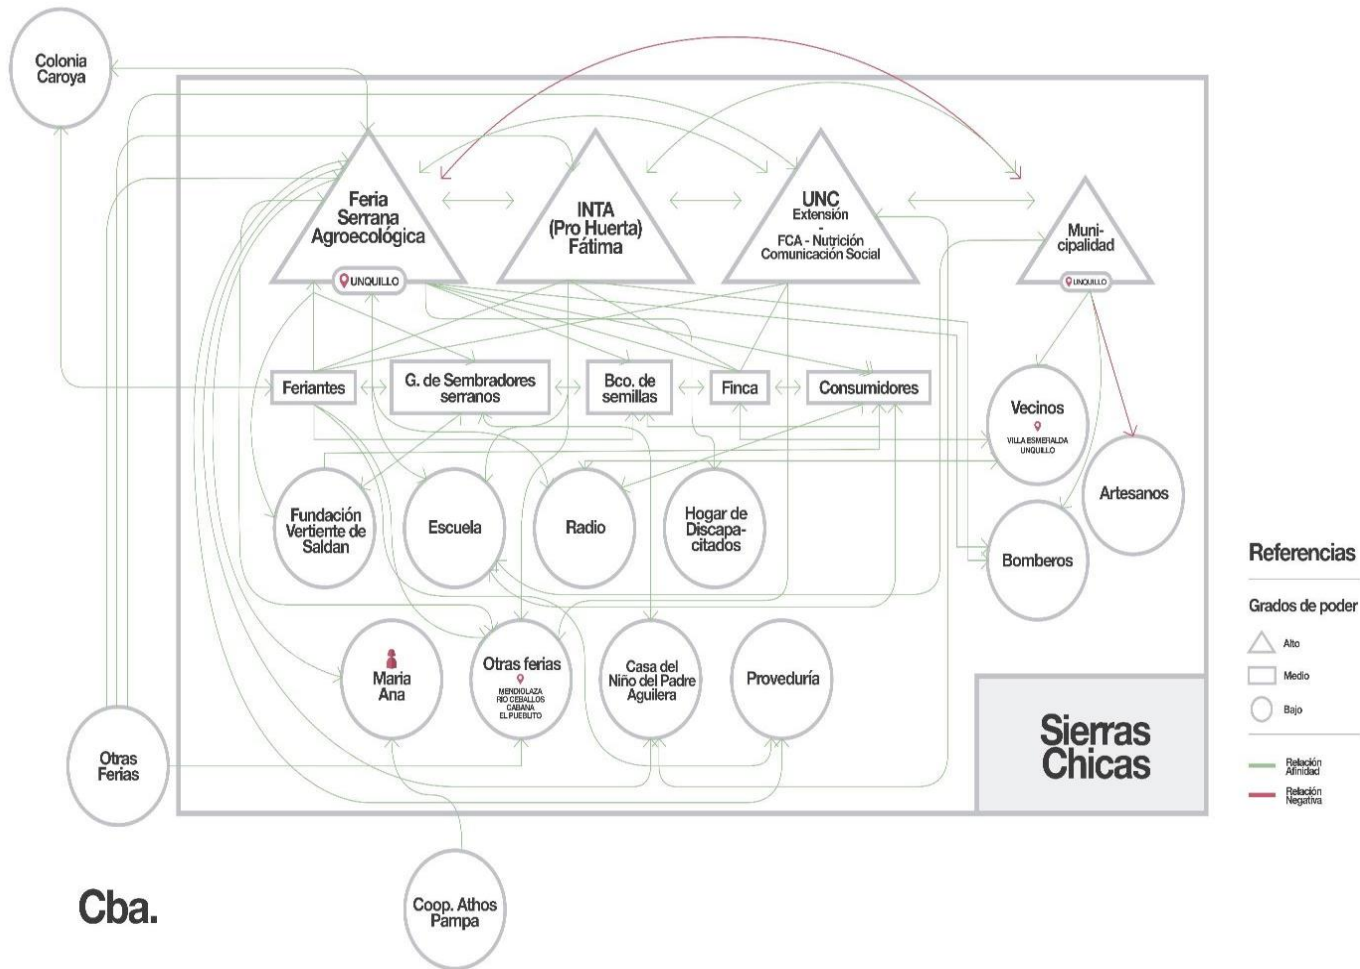 Colonia
Caroya
Feria
Serrana
Agroecológica
UNQUILLO
INTA
(Pro Huerta)
Fátima
UNC
Extensión
-
FCA - Nutrición
Comunicación Social
Muni-
cipalidad
UNQUILLO
Feriantes
G. de Sembradores
serranos
Bco. de
semillas
Finca
Consumidores
Vecinos
VILLA ESMERALDA
UNQUILLO
Artesanos
Fundación
Vertiente de
Saldan
Escuela
Radio
Hogar de
Discapa-
citados
Bomberos
Maria
Ana
Otras ferias
MENDIOLAZA
RIO CEBALLOS
CABANA
EL PUEBLITO
Casa del
Niño del Padre
Aguilera
Proveduría
Otras
Ferias
Sierras
Chicas
Coop. Athos
Pampa
Cba.
Referencias
Grados de poder
Alto
Medio
Bajo
Relación
Afinidad
Relación
Negativa